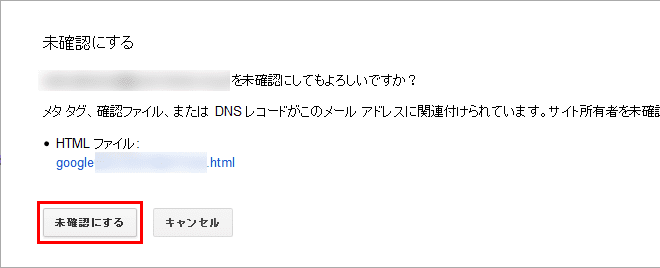 未確認にする
を未確認にしてもよろしいですか？
メタ タグ、確認ファイル、または DNS レコードがこのメール アドレスに関連付けられています。サイト所有者を未確認
• HTML ファイル:
google .html
未確認にする キャンセル